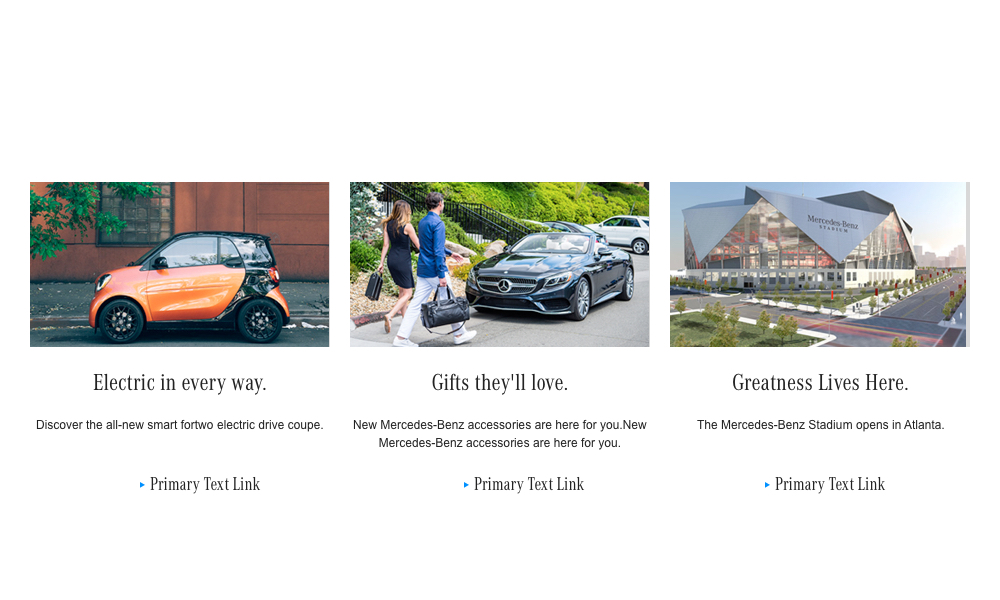 Mercedes-Benz
STADIUM
Electric in every way.
Gifts they'll love.
Greatness Lives Here.
Discover the all-new smart fortwo electric drive coupe.
New Mercedes-Benz accessories are here for you.New
Mercedes-Benz accessories are here for you.
The Mercedes-Benz Stadium opens in Atlanta.
Primary Text Link
Primary Text Link
Primary Text Link